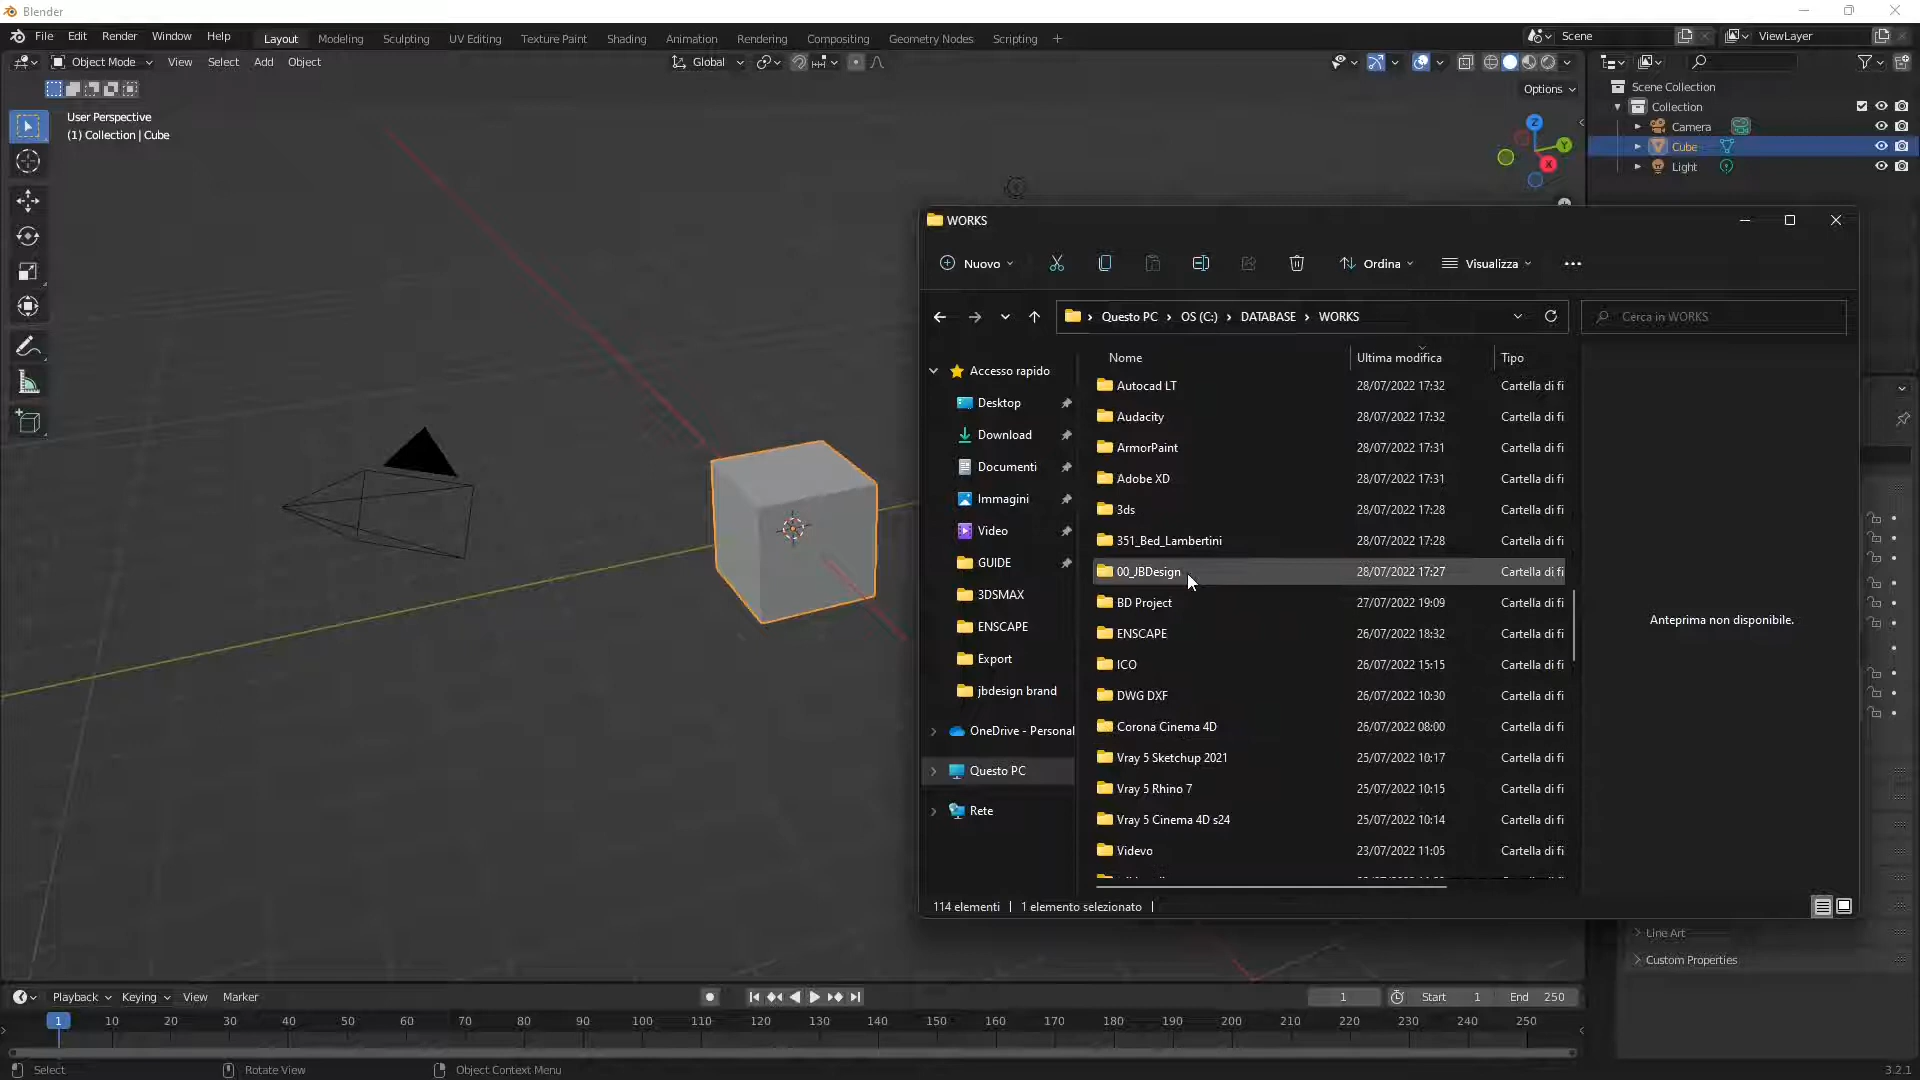 Blender
File Edit Render Window Help
Layout Modeling Sculpting UV Editing Texture Paint Shading Animation Rendering Compositing Geometry Nodes Scripting +
Scene
ViewLayer
Object Mode View Select Add Object
Global
Options
User Perspective
(1) Collection | Cube
Z
Y
X
Scene Collection
Collection
Camera
Cube
Light
WORKS
Nuovo
Ordina
Visualizza
Questo PC > OS (C:) > DATABASE > WORKS
Cerca in WORKS
Accesso rapido
Desktop
Download
Documenti
Immagini
Video
GUIDE
3DSMAX
ENSCAPE
Export
jbdesign brand
OneDrive - Personal
Questo PC
Rete
Nome Ultima modifica Tipo
Autocad LT 28/07/2022 17:32 Cartella di fi
Audacity 28/07/2022 17:32 Cartella di fi
ArmorPaint 28/07/2022 17:31 Cartella di fi
Adobe XD 28/07/2022 17:31 Cartella di fi
3ds 28/07/2022 17:28 Cartella di fi
351_Bed_Lambertini 28/07/2022 17:28 Cartella di fi
00_JBDesign 28/07/2022 17:27 Cartella di fi
BD Project 27/07/2022 19:09 Cartella di fi
ENSCAPE 26/07/2022 18:32 Cartella di fi
ICO 26/07/2022 15:15 Cartella di fi
DWG DXF 26/07/2022 10:30 Cartella di fi
Corona Cinema 4D 26/07/2022 08:00 Cartella di fi
Vray 5 Sketchup 2021 25/07/2022 10:17 Cartella di fi
Vray 5 Rhino 7 25/07/2022 10:15 Cartella di fi
Vray 5 Cinema 4D s24 25/07/2022 10:14 Cartella di fi
Videvo 23/07/2022 11:05 Cartella di fi
Anteprima non disponibile.
114 elementi | 1 elemento selezionato |
Line Art
Custom Properties
Playback Keying View Marker
1 Start 1 End 250
1 10 20 30 40 50 60 70 80 90 100 110 120 130 140 150 160 170 180 190 200 210 220 230 240 250
Select Rotate View Object Context Menu 3.2.1